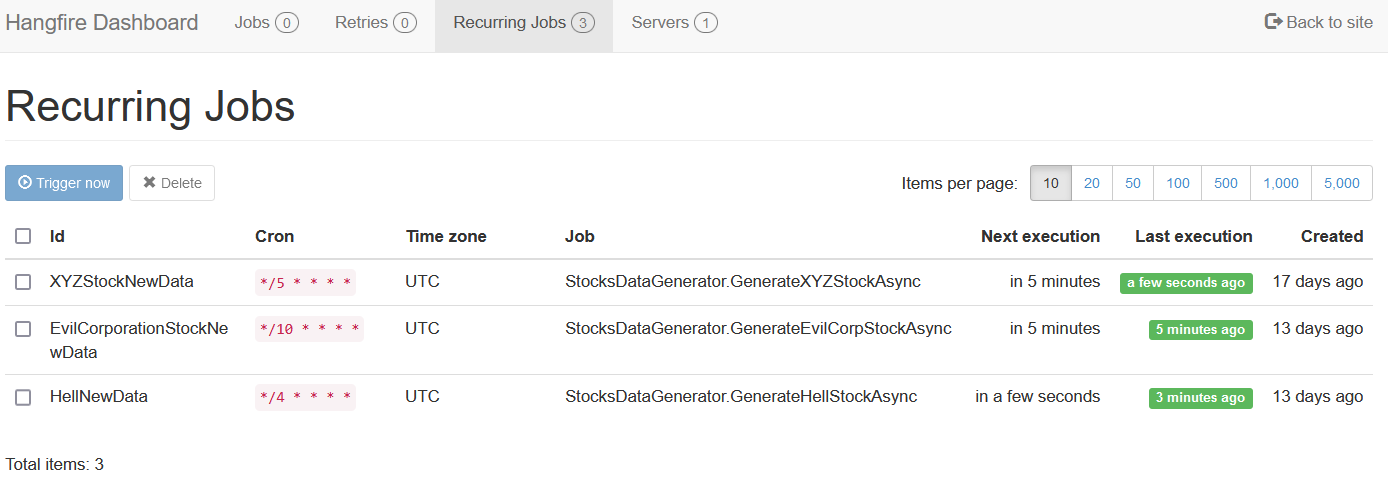 Hangfire Dashboard Jobs 0 Retries 0 Recurring Jobs 3 Servers 1 Back to site
Recurring Jobs
Trigger now Delete Items per page: 10 20 50 100 500 1,000 5,000
Id Cron Time zone Job Next execution Last execution Created
XYZStockNewData */5 * * * * UTC StocksDataGenerator.GenerateXYZStockAsync in 5 minutes a few seconds ago 17 days ago
EvilCorporationStockNe */10 * * * * UTC StocksDataGenerator.GenerateEvilCorpStockAsync in 5 minutes 5 minutes ago 13 days ago
wData
HellNewData */4 * * * * UTC StocksDataGenerator.GenerateHellStockAsync in a few seconds 3 minutes ago 13 days ago
Total items: 3